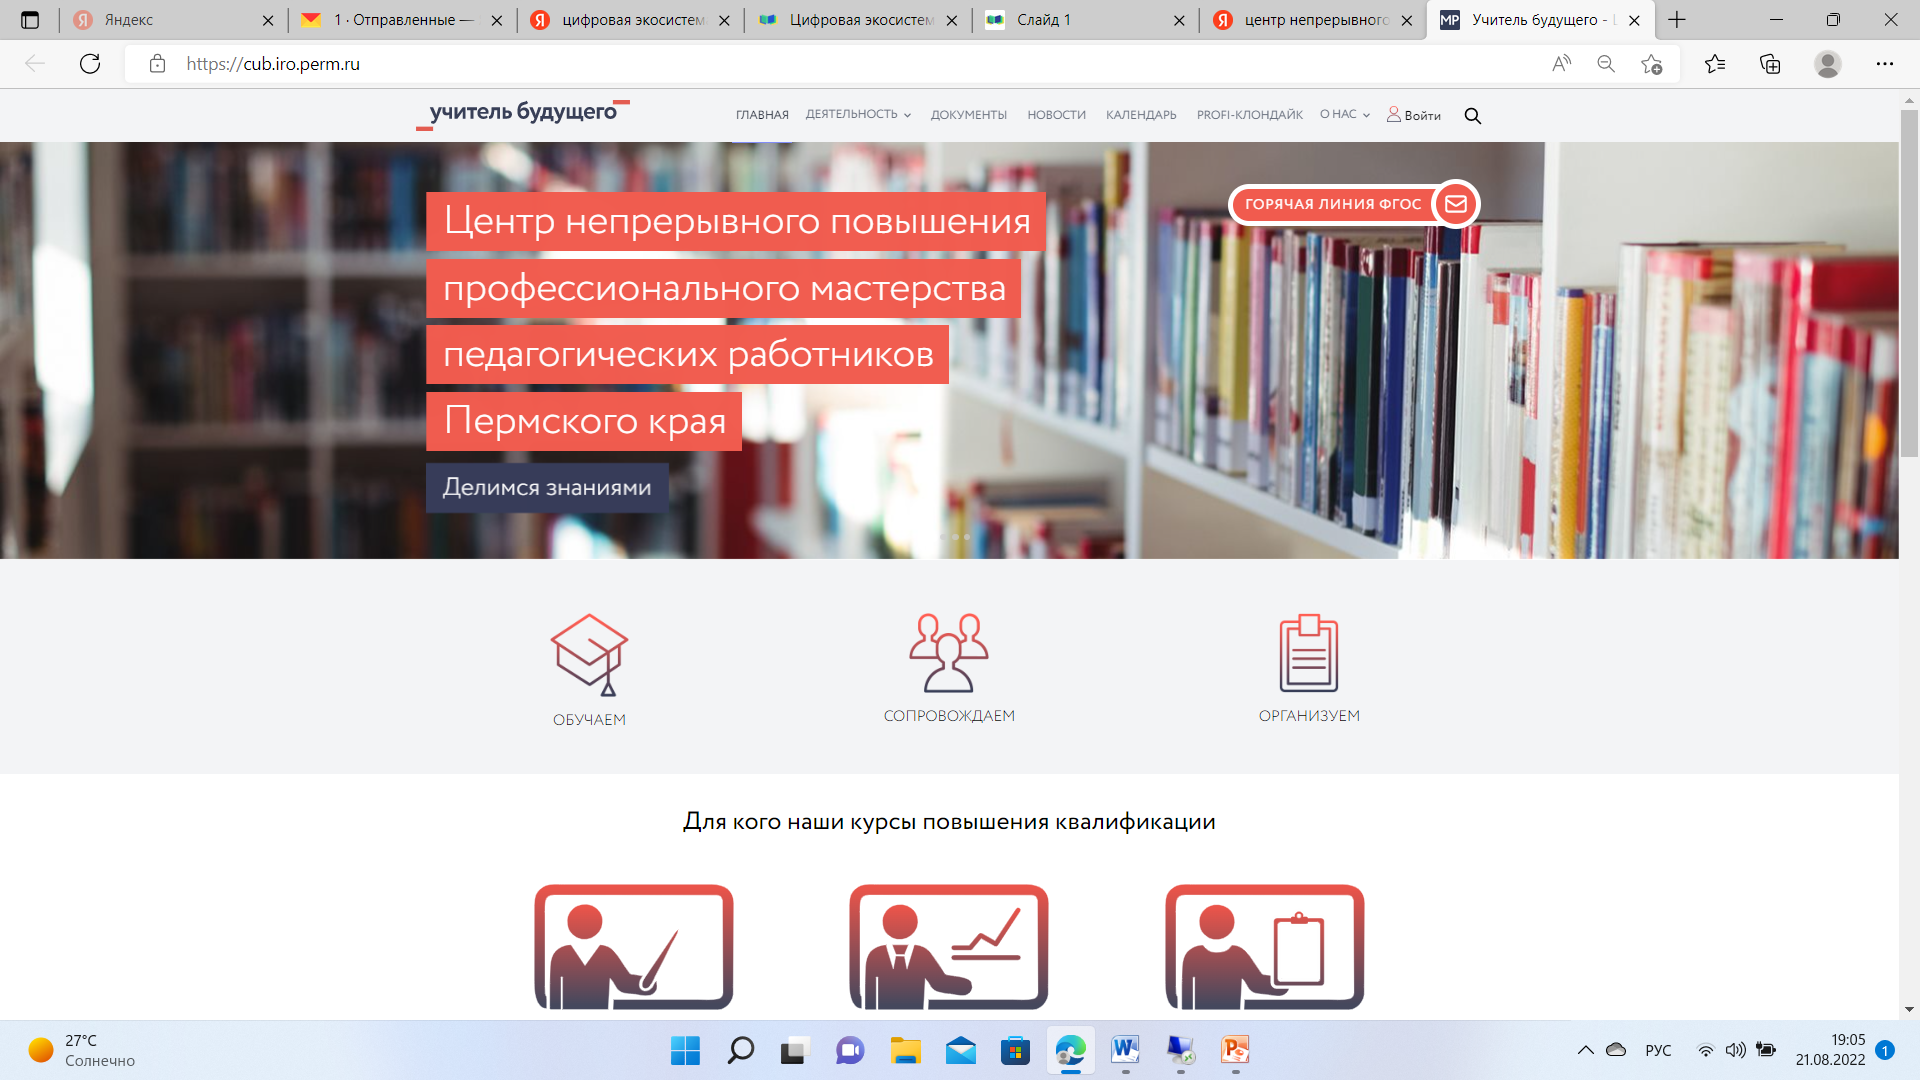 Яндекс
1 · Отправленные —
цифровая экосистем
Цифровая экосистем
Слайд 1
центр непрерывного
MP
Учитель будущего -
https://cub.iro.perm.ru
учитель будущего
ГЛАВНАЯ
ДЕЯТЕЛЬНОСТЬ
ДОКУМЕНТЫ
НОВОСТИ
КАЛЕНДАРЬ
PROFI-КЛОНДАЙК
О НАС
Войти
Центр непрерывного повышения
профессионального мастерства
педагогических работников
Пермского края
Делимся знаниями
ГОРЯЧАЯ ЛИНИЯ ФГОС
ОБУЧАЕМ
СОПРОВОЖДАЕМ
ОРГАНИЗУЕМ
Для кого наши курсы повышения квалификации
27°C
Солнечно
РУС
19:05
21.08.2022
1